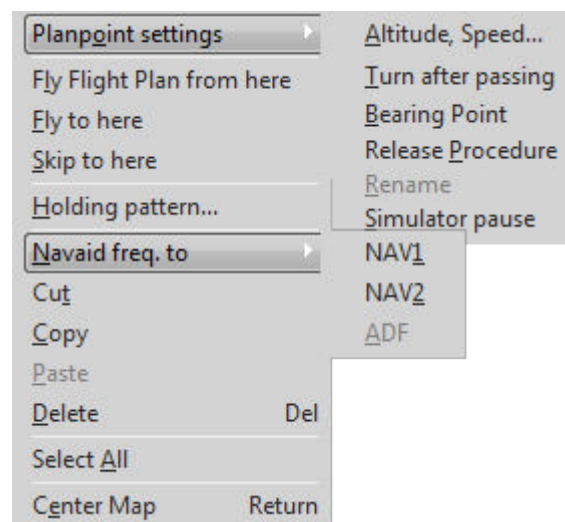 Planpoint settings
Fly Flight Plan from here
Fly to here
Skip to here
Holding pattern...
Navaid freq. to
Cut
Copy
Paste
Delete Del
Select All
Center Map Return
Altitude, Speed...
Turn after passing
Bearing Point
Release Procedure
Rename
Simulator pause
NAV1
NAV2
ADF